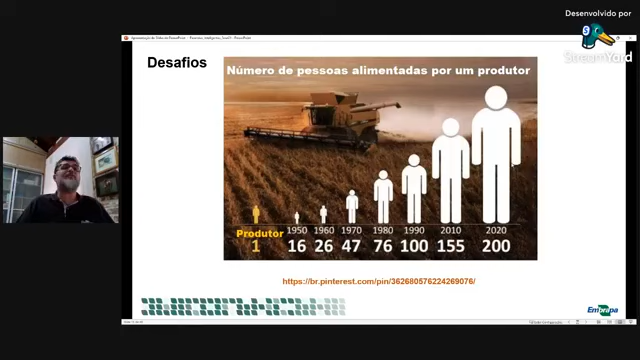 Desenvolvido por
StreamYard
Desafios
Número de pessoas alimentadas por um produtor
Produtor 1950 1960 1970 1980 1990 2010 2020
1 16 26 47 76 100 155 200
https://br.pinterest.com/pin/362680576224269076/
Embrapa